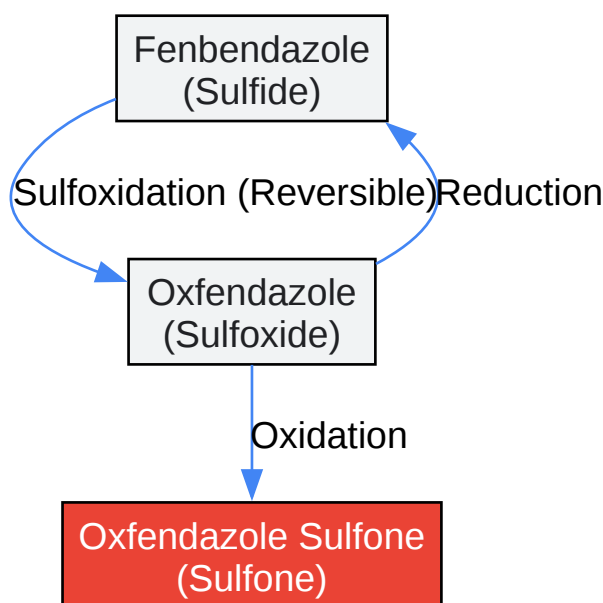 Fenbendazole
(Sulfide)
Sulfoxidation (Reversible)
Reduction
Oxfendazole
(Sulfoxide)
Oxidation
Oxfendazole Sulfone
(Sulfone)